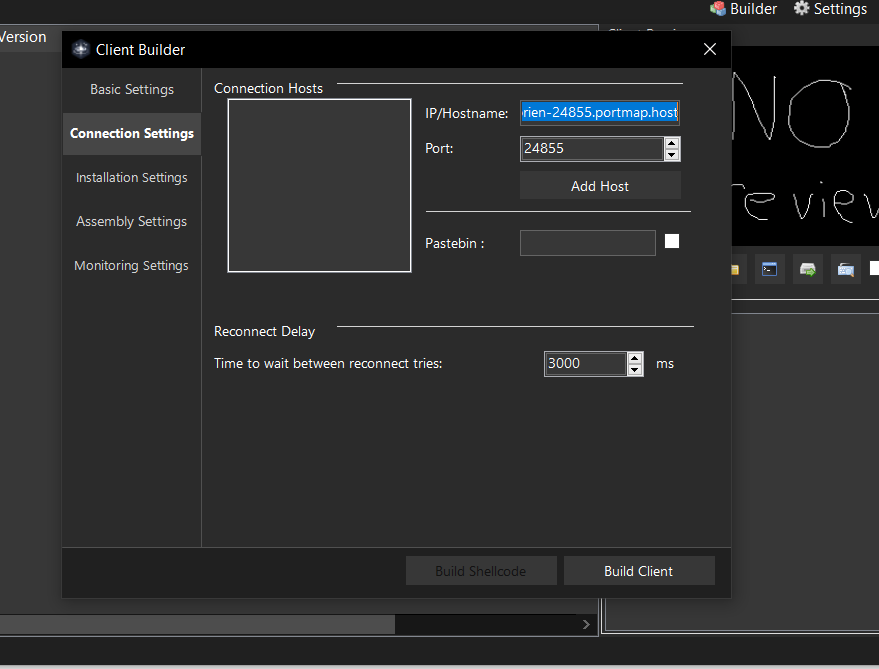 Builder Settings
Version
Client Builder
Basic Settings
Connection Settings
Installation Settings
Assembly Settings
Monitoring Settings
Connection Hosts
IP/Hostname: rien-24855.portmap.host
Port: 24855
Add Host
Pastebin :
Reconnect Delay
Time to wait between reconnect tries: 3000 ms
Build Shellcode Build Client
NO
review